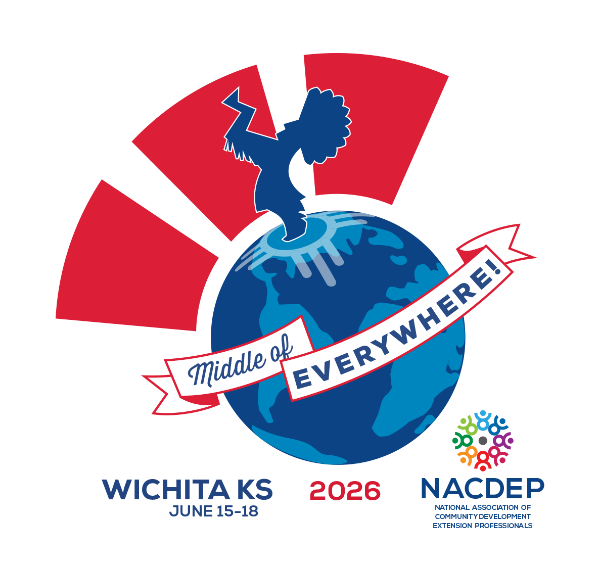 Middle of
EVERYWHERE!
WICHITA KS
JUNE 15-18
2026
NACDEP
NATIONAL ASSOCIATION OF
COMMUNITY DEVELOPMENT
EXTENSION PROFESSIONALS